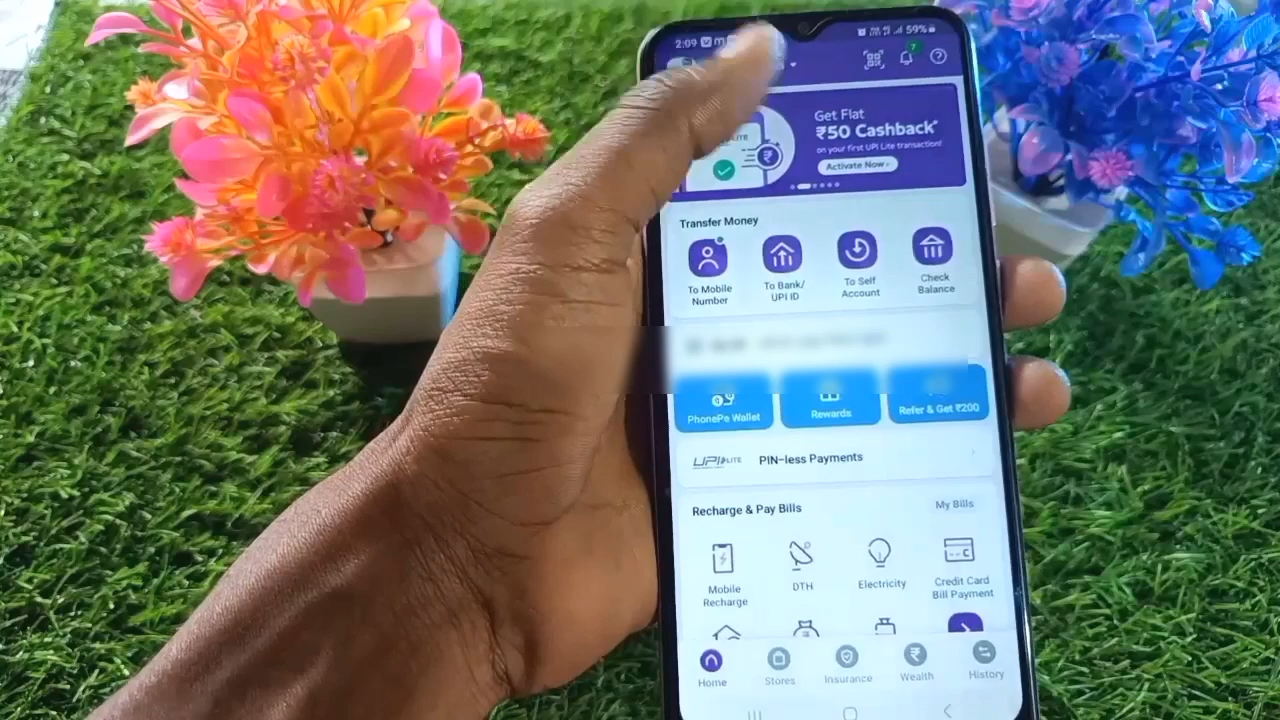 2:09
59%
7
Get Flat
₹50 Cashback*
on your first UPI Lite transaction!
Activate Now ›
Transfer Money
To Mobile
Number
To Bank/
UPI ID
To Self
Account
Check
Balance
PhonePe Wallet
Rewards
Refer & Get ₹200
UPI LITE
PIN-less Payments
Recharge & Pay Bills
My Bills
Mobile
Recharge
DTH
Electricity
Credit Card
Bill Payment
Home
Stores
Insurance
Wealth
History